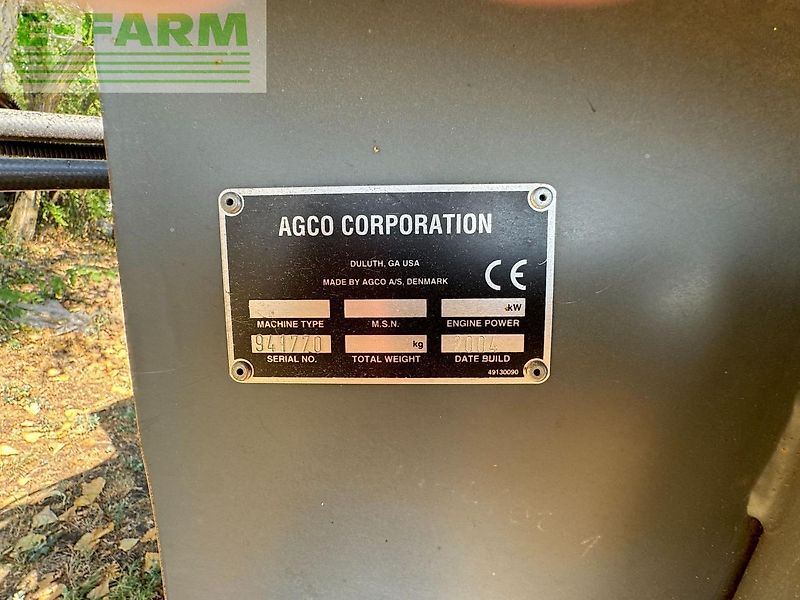 E-FARM
AGCO CORPORATION
DULUTH, GA USA
MADE BY AGCO A/S, DENMARK
CE
kW
MACHINE TYPE M.S.N. ENGINE POWER
941770 kg 2004
SERIAL NO. TOTAL WEIGHT DATE BUILD
49130090